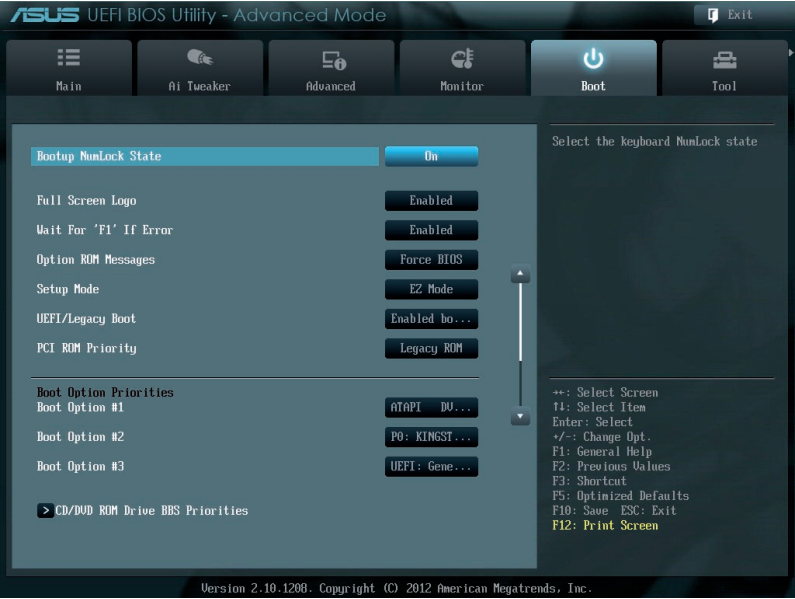 ASUS UEFI BIOS Utility - Advanced Mode
Exit
Main
Ai Tweaker
Advanced
Monitor
Boot
Tool
Bootup NumLock State On
Full Screen Logo Enabled
Wait For 'F1' If Error Enabled
Option ROM Messages Force BIOS
Setup Mode EZ Mode
UEFI/Legacy Boot Enabled bo...
PCI ROM Priority Legacy ROM
Boot Option Priorities
Boot Option #1 ATAPI DV...
Boot Option #2 P0: KINGST...
Boot Option #3 UEFI: Gene...
> CD/DVD ROM Drive BBS Priorities
Select the keyboard NumLock state
→←: Select Screen
↑↓: Select Item
Enter: Select
+/-: Change Opt.
F1: General Help
F2: Previous Values
F3: Shortcut
F5: Optimized Defaults
F10: Save ESC: Exit
F12: Print Screen
Version 2.10.1208. Copyright (C) 2012 American Megatrends, Inc.